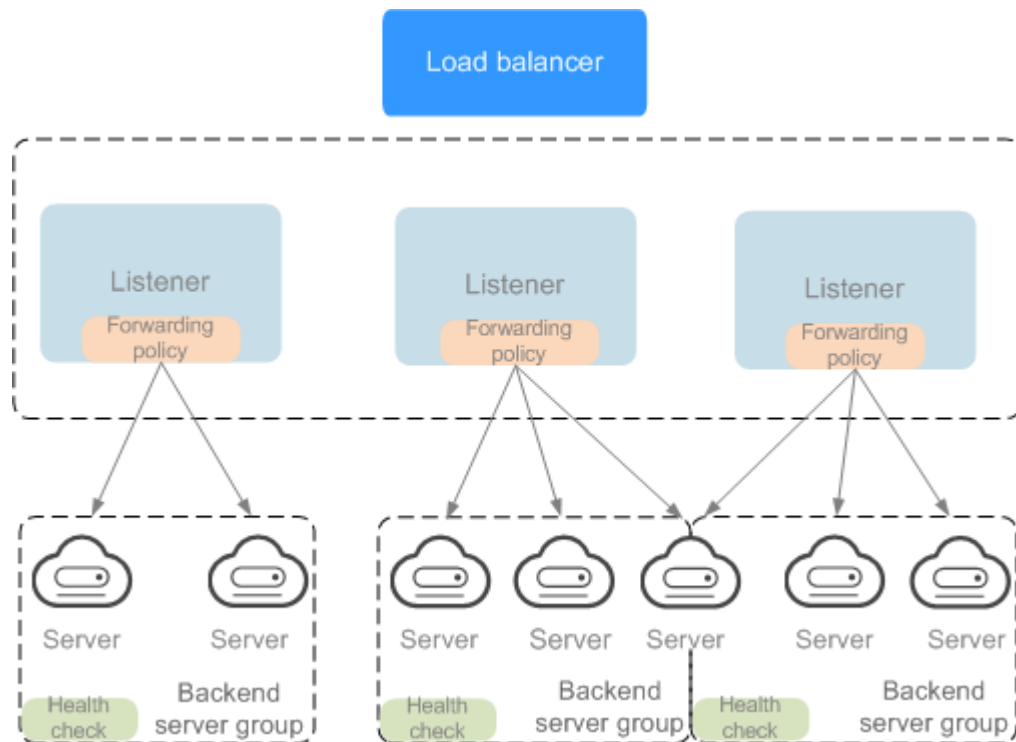 Load balancer
Listener
Forwarding
policy
Listener
Forwarding
policy
Listener
Forwarding
policy
Server
Server
Server
Server
Server
Server
Server
Health
check
Backend
server group
Health
check
Backend
server group
Health
check
Backend
server group